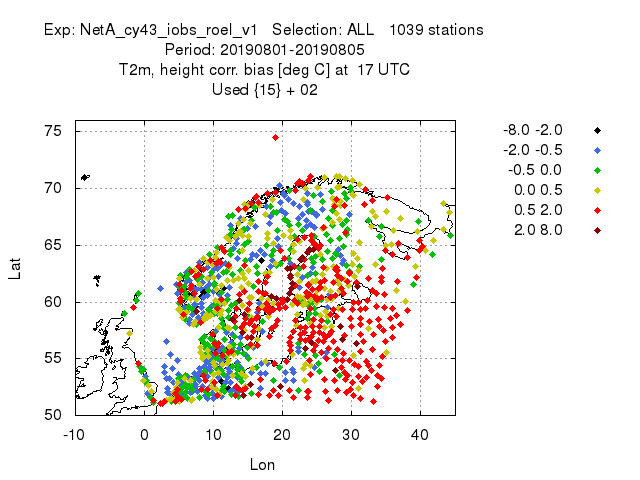 Exp: NetA_cy43_iobs_roel_v1   Selection: ALL   1039 stations
Period: 20190801-20190805
T2m, height corr. bias [deg C] at  17 UTC
Used {15} + 02
-8.0 -2.0
-2.0 -0.5
-0.5 0.0
0.0 0.5
0.5 2.0
2.0 8.0
75
70
65
60
55
50
Lat
-10 0 10 20 30 40
Lon